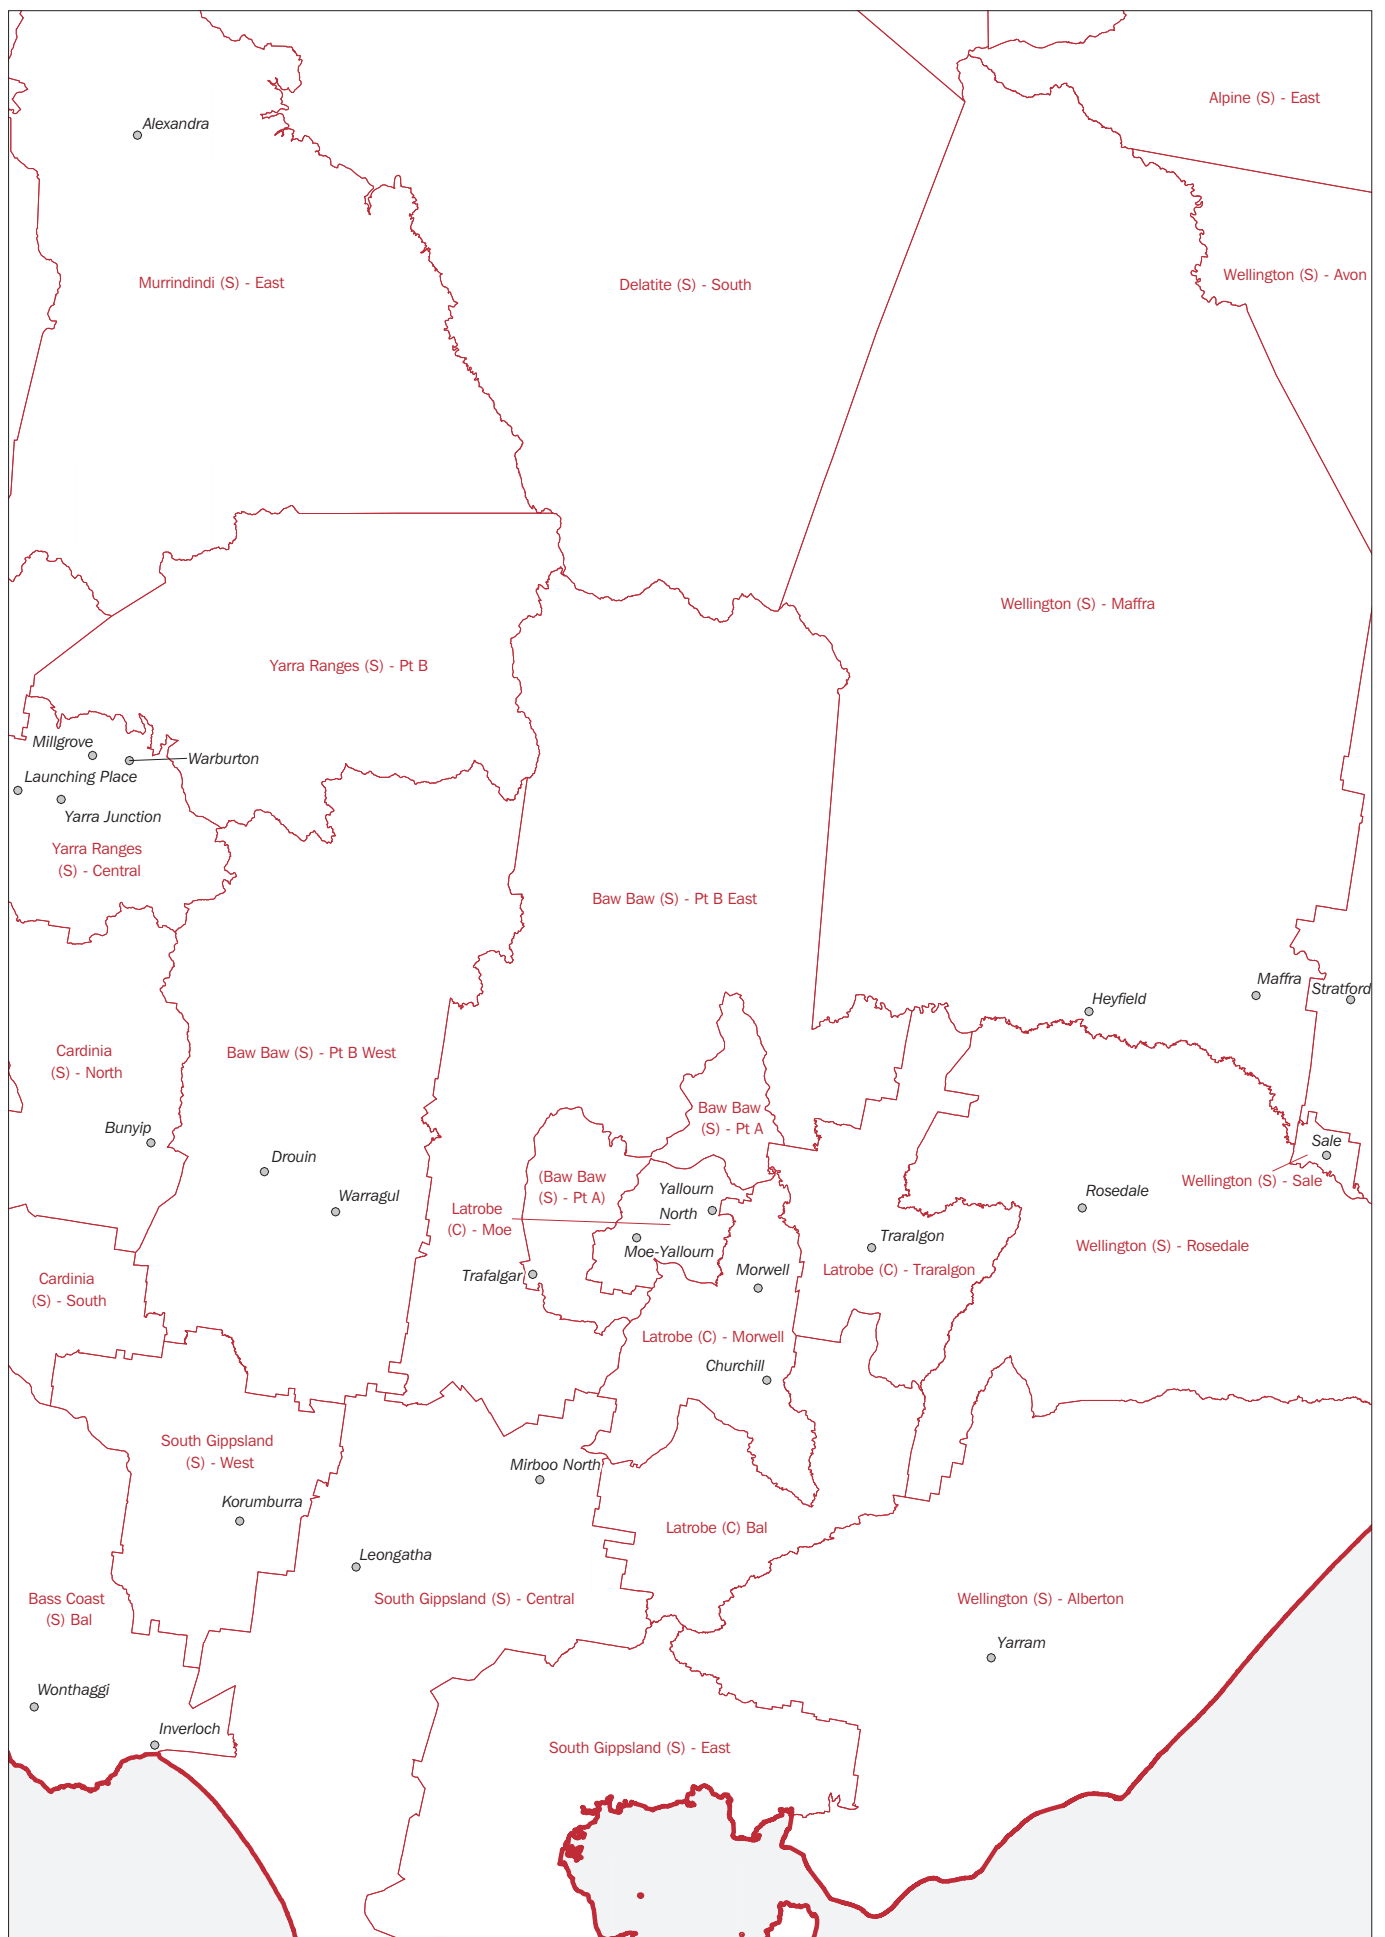 Alpine (S) - East
Alexandra
Wellington (S) - Avon
Murrindindi (S) - East
Delatite (S) - South
Wellington (S) - Maffra
Yarra Ranges (S) - Pt B
Millgrove
Warburton
Launching Place
Yarra Junction
Yarra Ranges
(S) - Central
Baw Baw (S) - Pt B East
Maffra
Stratford
Heyfield
Cardinia
(S) - North
Baw Baw (S) - Pt B West
Baw Baw
(S) - Pt A
Bunyip
Sale
Drouin
(Baw Baw
(S) - Pt A)
Wellington (S) - Sale
Yallourn
North
Rosedale
Warragul
Latrobe
(C) - Moe
Traralgon
Wellington (S) - Rosedale
Moe-Yallourn
Cardinia
(S) - South
Trafalgar
Morwell
Latrobe (C) - Traralgon
Latrobe (C) - Morwell
Churchill
South Gippsland
(S) - West
Mirboo North
Korumburra
Latrobe (C) Bal
Leongatha
Bass Coast
(S) Bal
South Gippsland (S) - Central
Wellington (S) - Alberton
Yarram
Wonthaggi
Inverloch
South Gippsland (S) - East